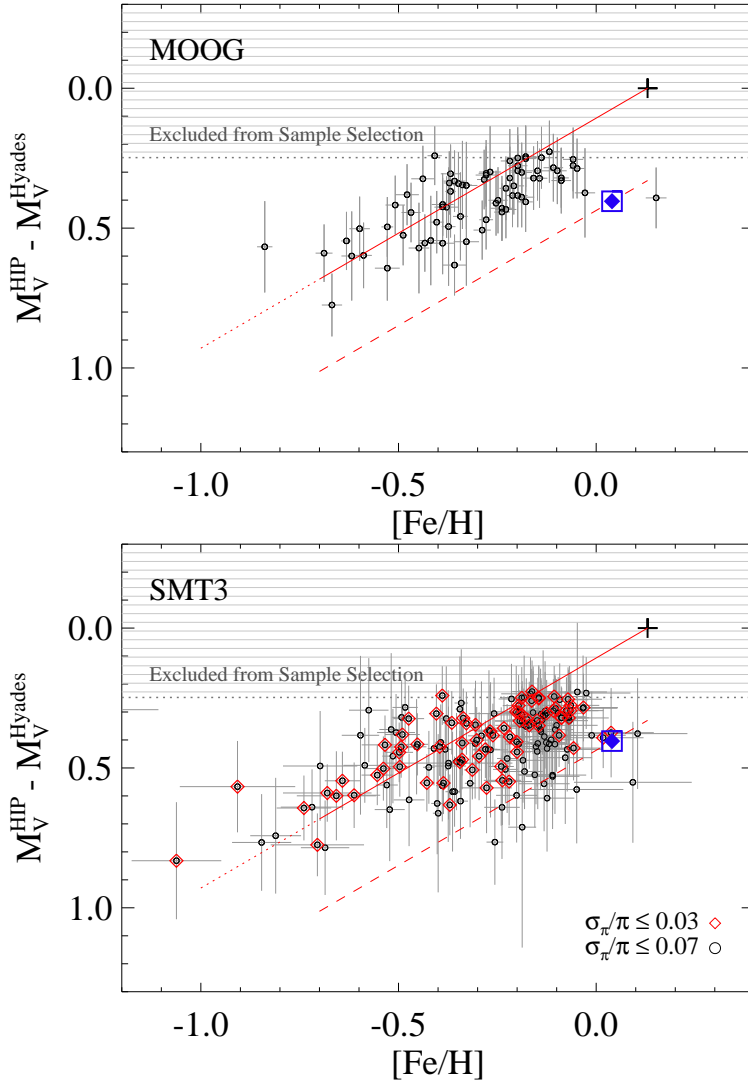 MOOG
0.0
Excluded from Sample Selection
0.5
1.0
M_V^HIP - M_V^Hyades
-1.0 -0.5 0.0
[Fe/H]
SMT3
0.0
Excluded from Sample Selection
0.5
1.0
M_V^HIP - M_V^Hyades
σ_π/π ≤ 0.03
σ_π/π ≤ 0.07
-1.0 -0.5 0.0
[Fe/H]